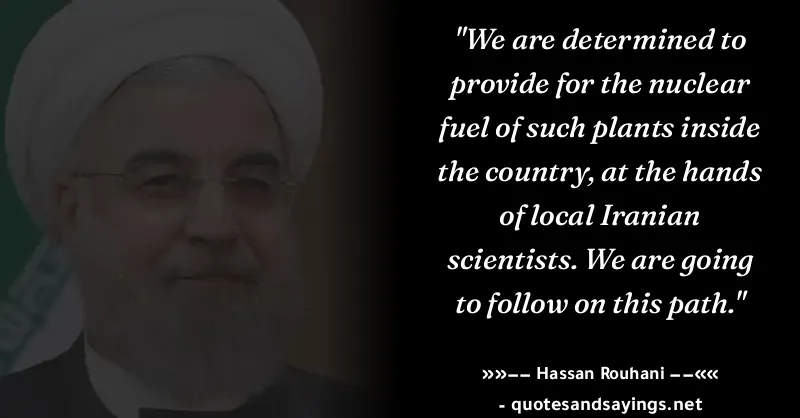 "We are determined to
provide for the nuclear
fuel of such plants inside
the country, at the hands
of local Iranian
scientists. We are going
to follow on this path."
»»−− Hassan Rouhani −−««
- quotesandsayings.net